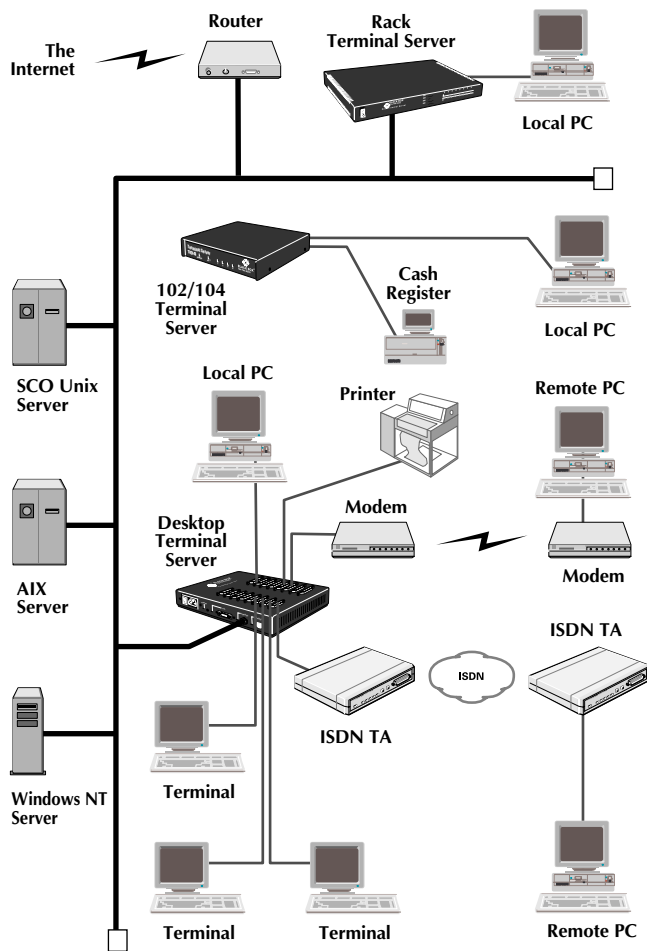 Router
Rack
Terminal Server
The
Internet
Local PC
102/104
Terminal
Server
Cash
Register
Local PC
SCO Unix
Server
Local PC
Printer
Remote PC
Desktop
Terminal
Server
Modem
Modem
AIX
Server
ISDN TA
ISDN
ISDN TA
Terminal
Windows NT
Server
Terminal
Terminal
Remote PC